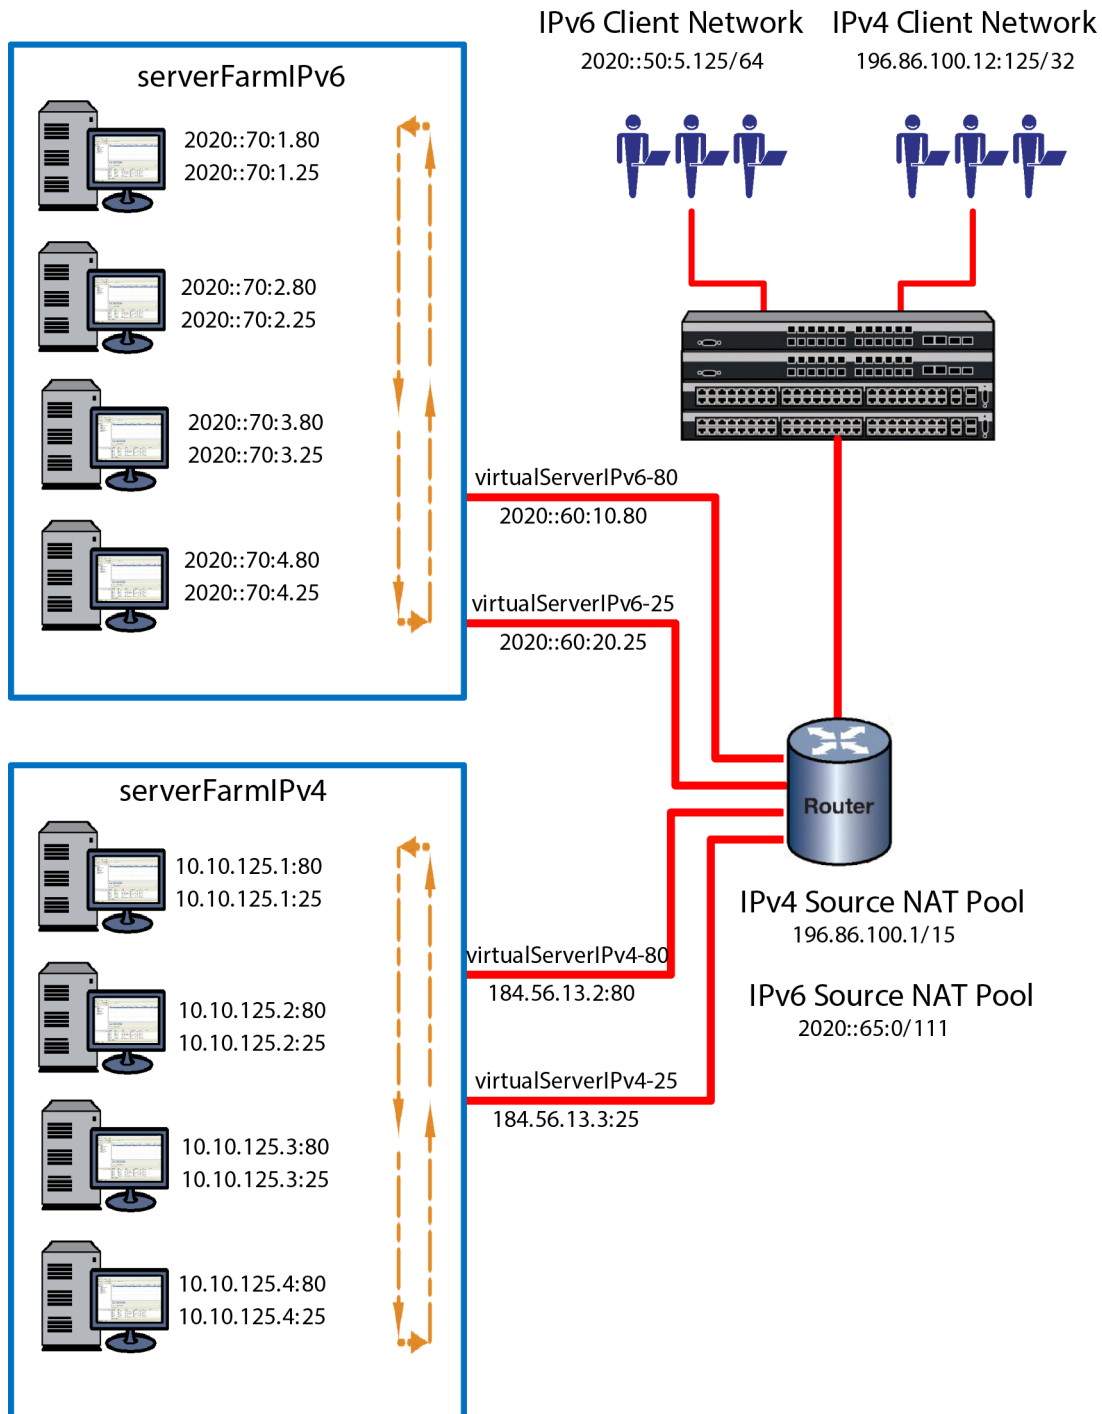 IPv6 Client Network
2020::50:5.125/64
IPv4 Client Network
196.86.100.12:125/32
serverFarmIPv6
2020::70:1.80
2020::70:1.25
2020::70:2.80
2020::70:2.25
2020::70:3.80
2020::70:3.25
2020::70:4.80
2020::70:4.25
virtualServerIPv6-80
2020::60:10.80
virtualServerIPv6-25
2020::60:20.25
Router
serverFarmIPv4
10.10.125.1:80
10.10.125.1:25
10.10.125.2:80
10.10.125.2:25
10.10.125.3:80
10.10.125.3:25
10.10.125.4:80
10.10.125.4:25
virtualServerIPv4-80
184.56.13.2:80
virtualServerIPv4-25
184.56.13.3:25
IPv4 Source NAT Pool
196.86.100.1/15
IPv6 Source NAT Pool
2020::65:0/111